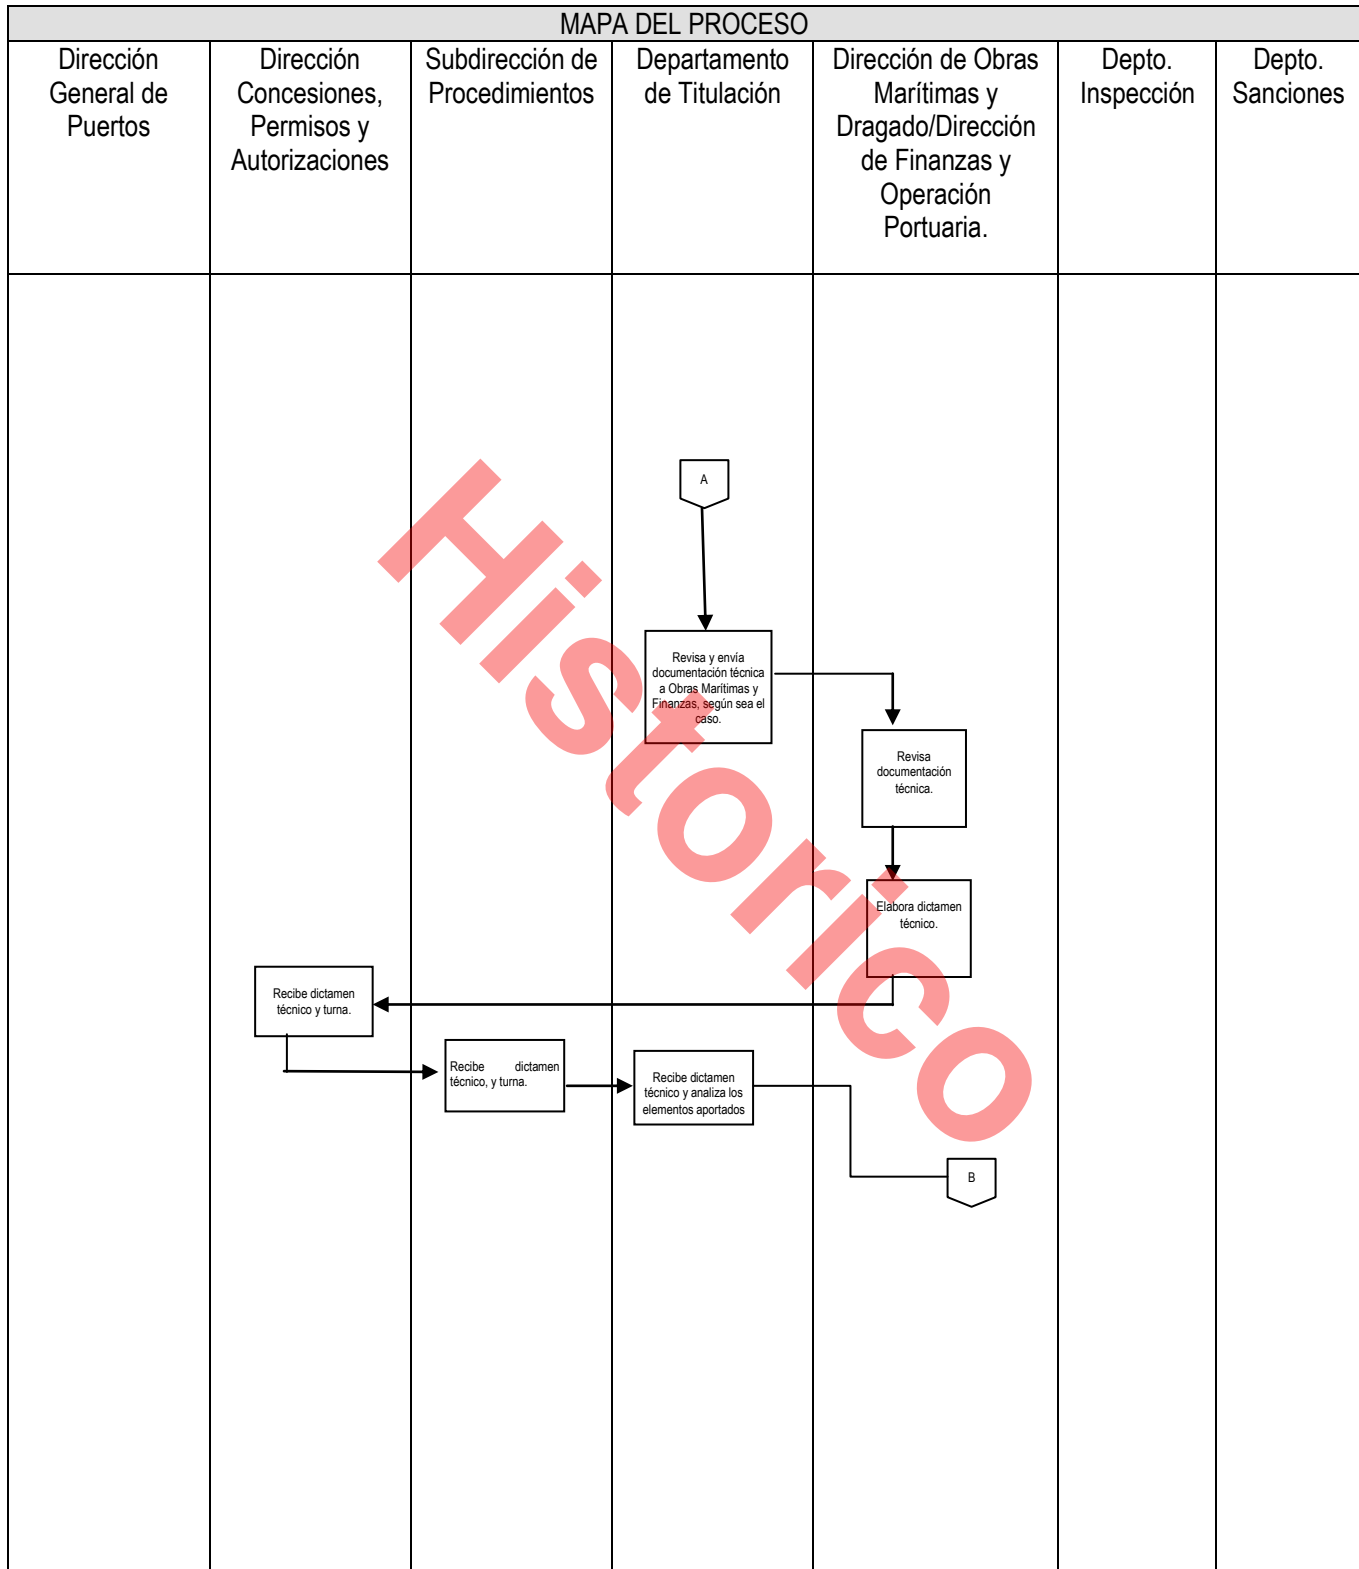 MAPA DEL PROCESO
Dirección
General de
Puertos
Dirección
Concesiones,
Permisos y
Autorizaciones
Subdirección de
Procedimientos
Departamento
de Titulación
Dirección de Obras
Marítimas y
Dragado/Dirección
de Finanzas y
Operación
Portuaria.
Depto.
Inspección
Depto.
Sanciones
A
Revisa y envía
documentación técnica
a Obras Marítimas y
Finanzas, según sea el
caso.
Revisa
documentación
técnica.
Elabora dictamen
técnico.
Recibe dictamen
técnico y turna.
Recibe dictamen
técnico, y turna.
Recibe dictamen
técnico y analiza los
elementos aportados
B
Historico